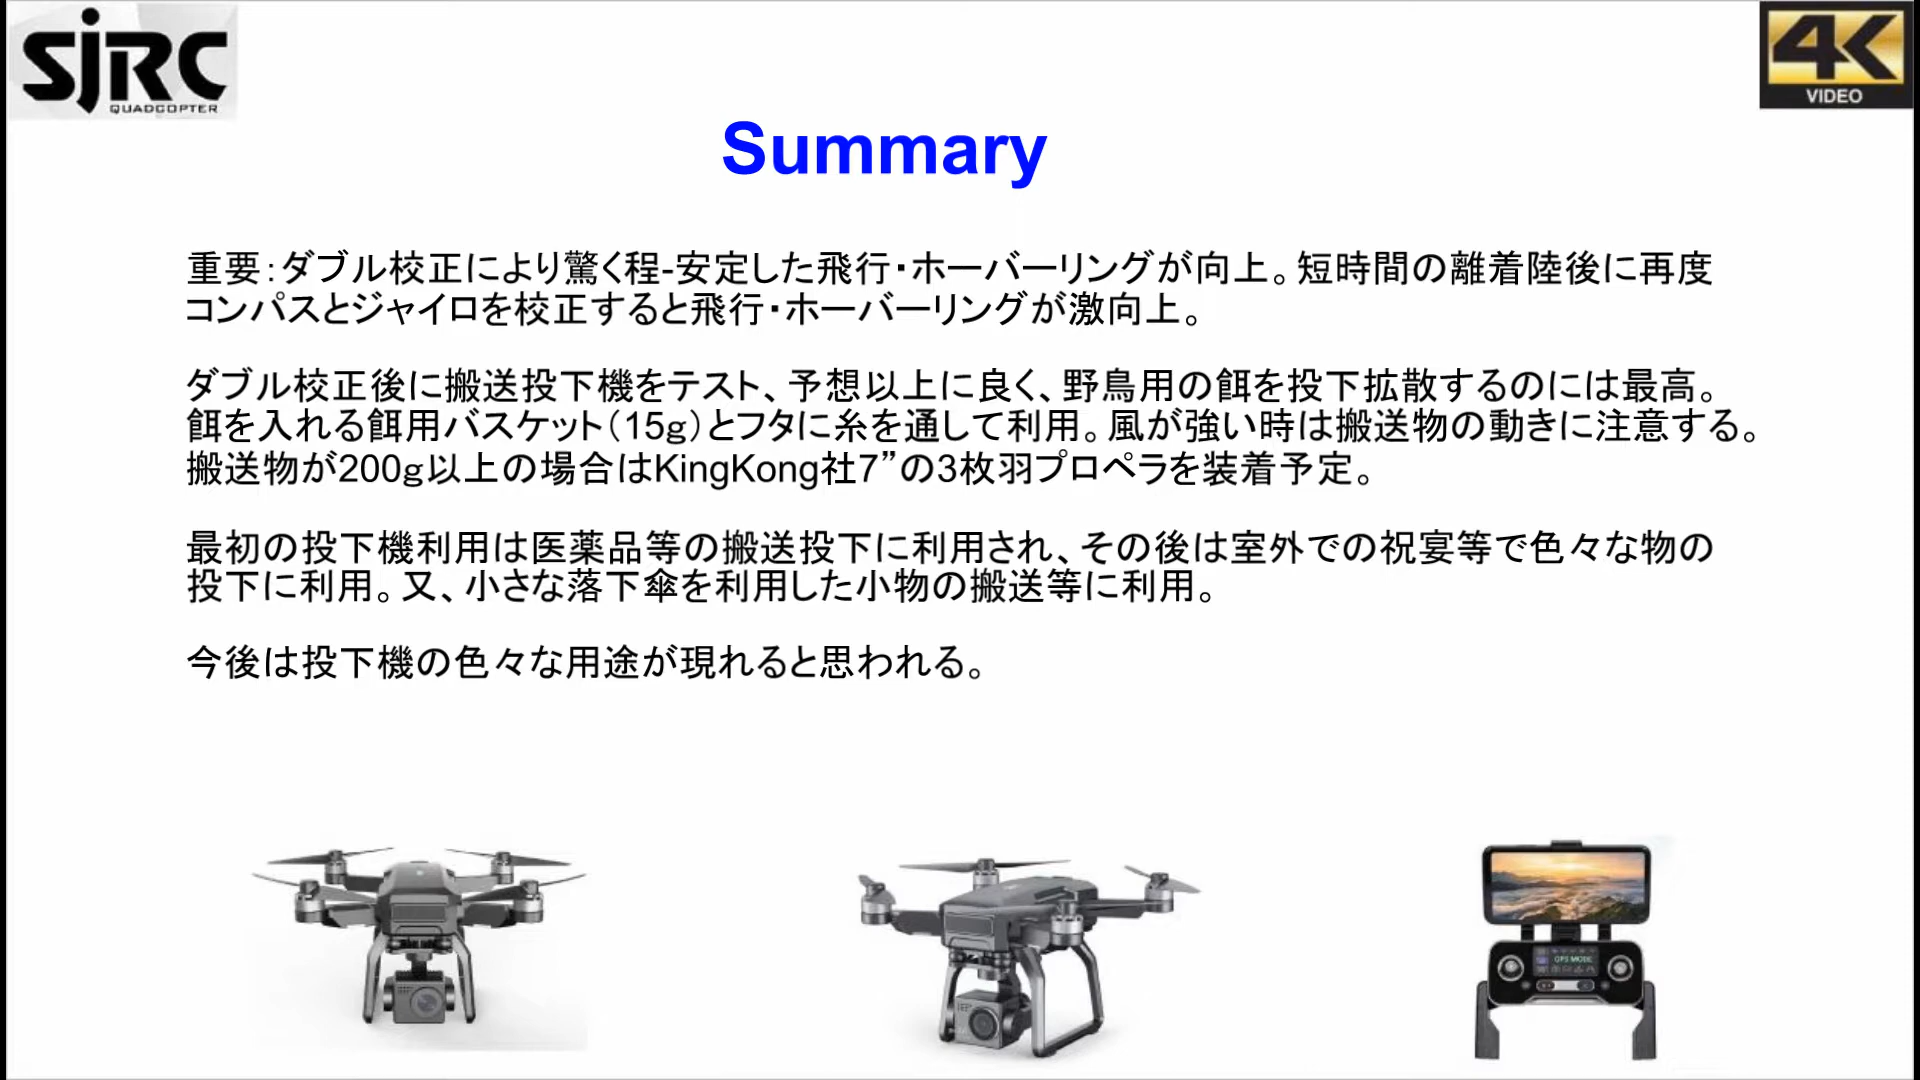 SJRC
QUADCOPTER
4K
VIDEO
Summary
重要：ダブル校正により驚く程-安定した飛行・ホーバーリングが向上。短時間の離着陸後に再度
コンパスとジャイロを校正すると飛行・ホーバーリングが激向上。
ダブル校正後に搬送投下機をテスト、予想以上に良く、野鳥用の餌を投下拡散するのには最高。
餌を入れる餌用バスケット（15g）とフタに糸を通して利用。風が強い時は搬送物の動きに注意する。
搬送物が200g以上の場合はKingKong社7”の3枚羽プロペラを装着予定。
最初の投下機利用は医薬品等の搬送投下に利用され、その後は室外での祝宴等で色々な物の
投下に利用。又、小さな落下傘を利用した小物の搬送等に利用。
今後は投下機の色々な用途が現れると思われる。
GPS MODE